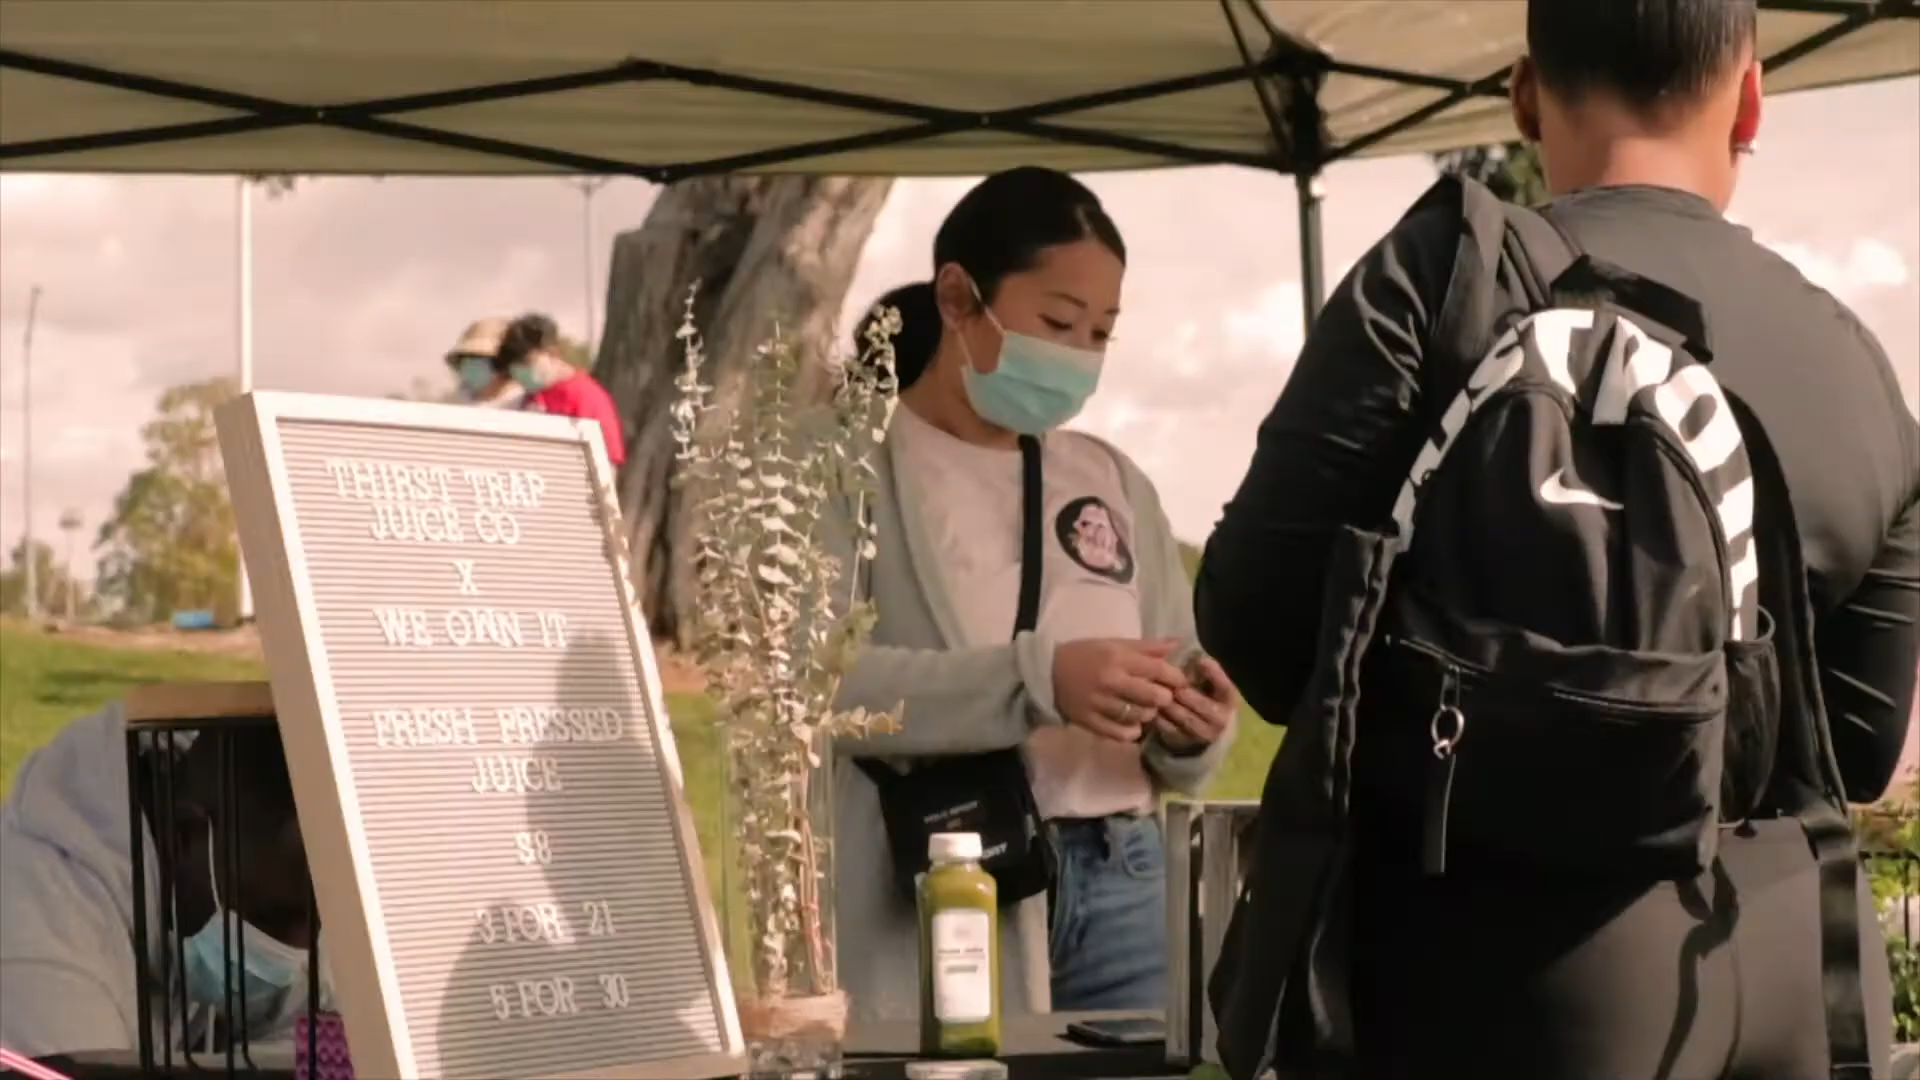 THIRST TRAP
JUICE CO
X
WE OWN IT
FRESH PRESSED
JUICE
$8
3 FOR 21
5 FOR 30